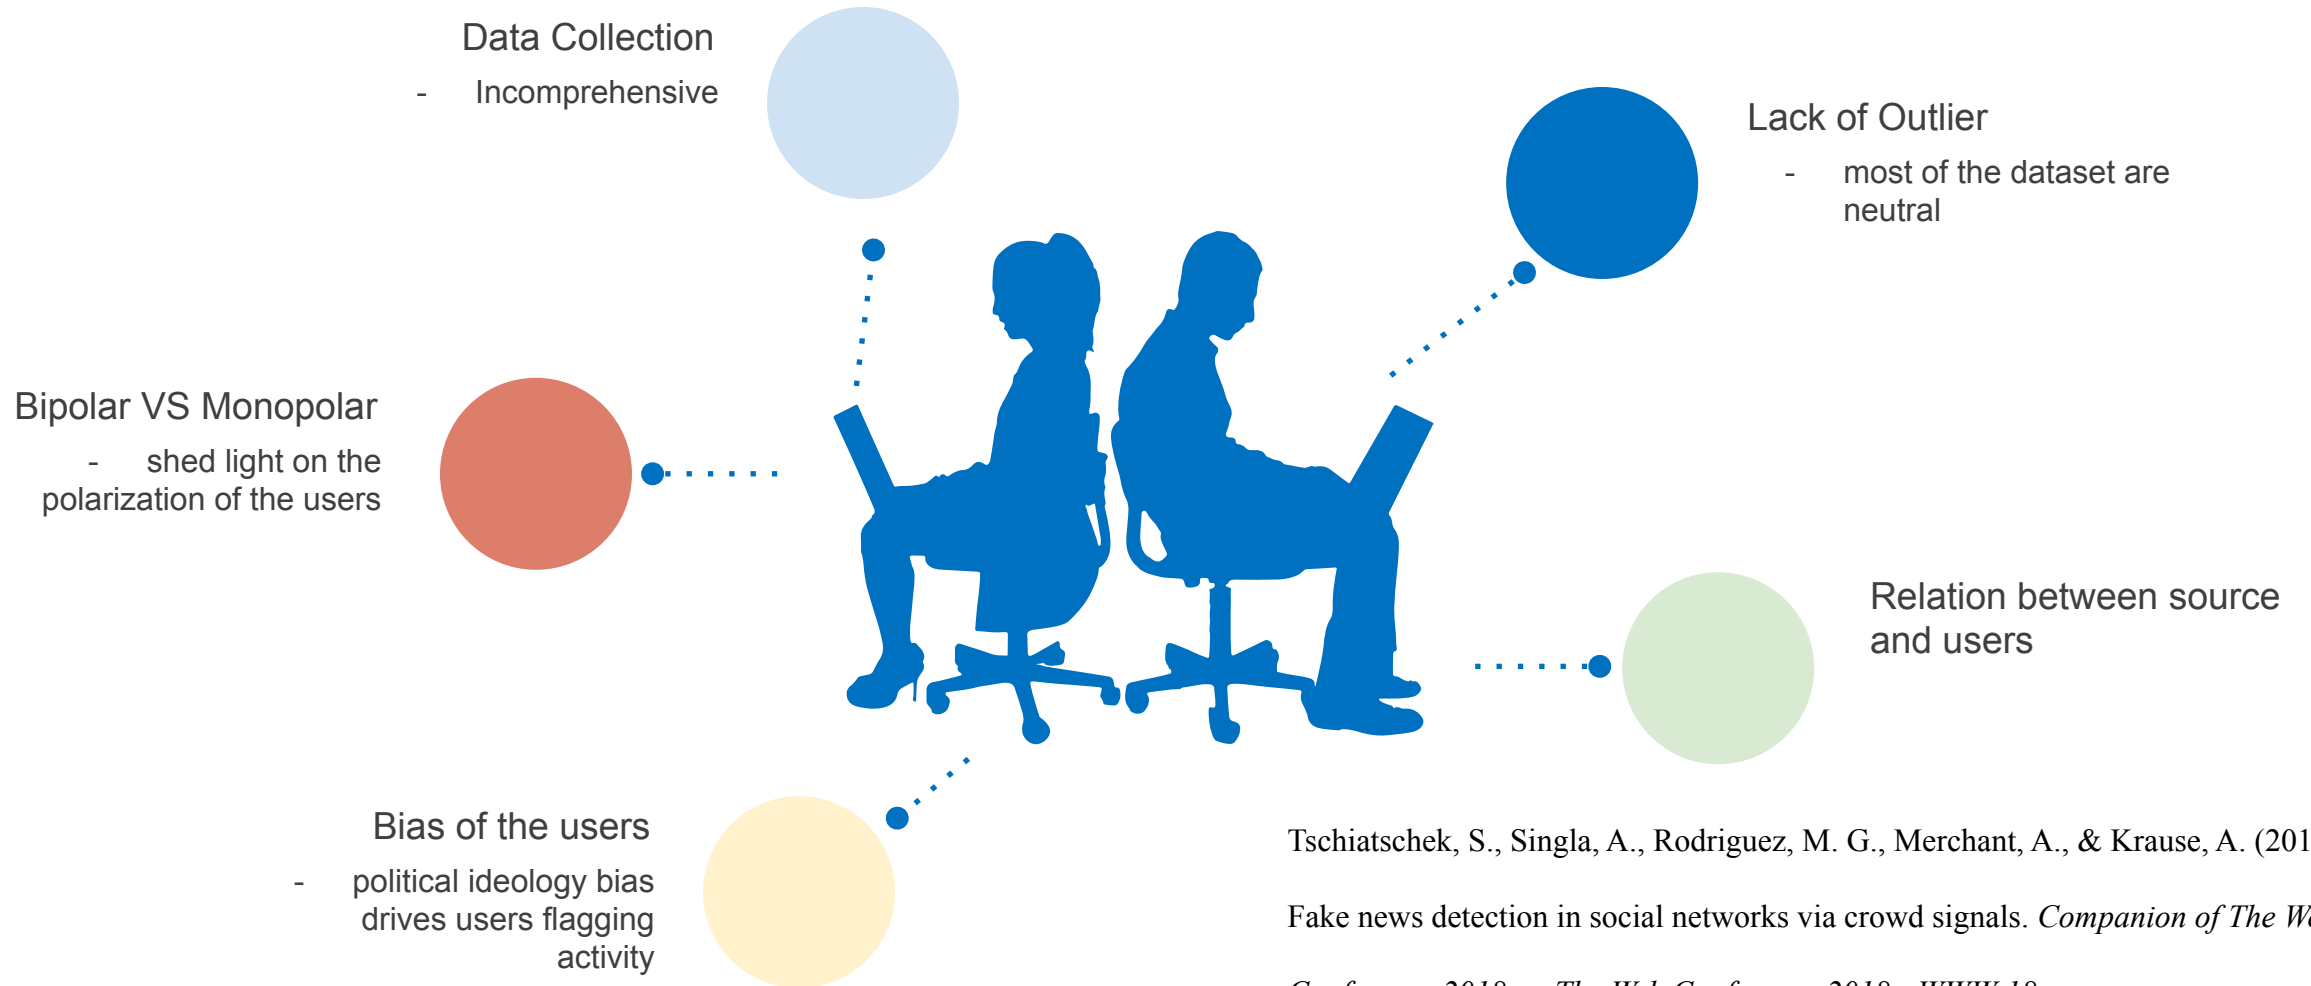 Data Collection
- Incomprehensive
Lack of Outlier
- most of the dataset are
neutral
Bipolar VS Monopolar
- shed light on the
polarization of the users
Relation between source
and users
Bias of the users
- political ideology bias
drives users flagging
activity
Tschiatschek, S., Singla, A., Rodriguez, M. G., Merchant, A., & Krause, A. (201
Fake news detection in social networks via crowd signals. Companion of The